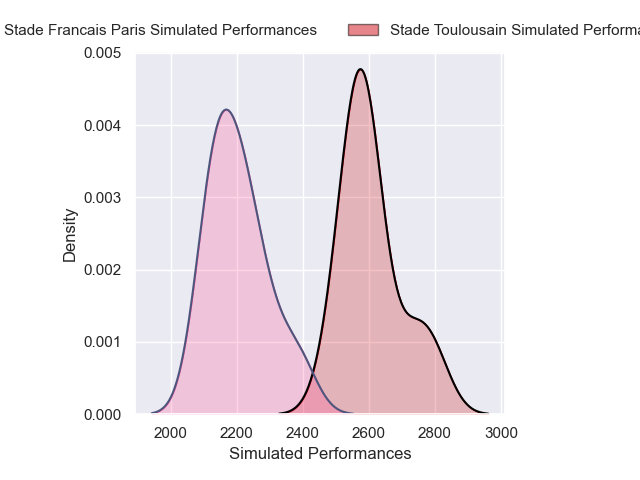 Stade Francais Paris Simulated Performances Stade Toulousain Simulated Performa
0.005
0.004
0.003
0.002
0.001
0.000
Density
2000 2200 2400 2600 2800 3000
Simulated Performances